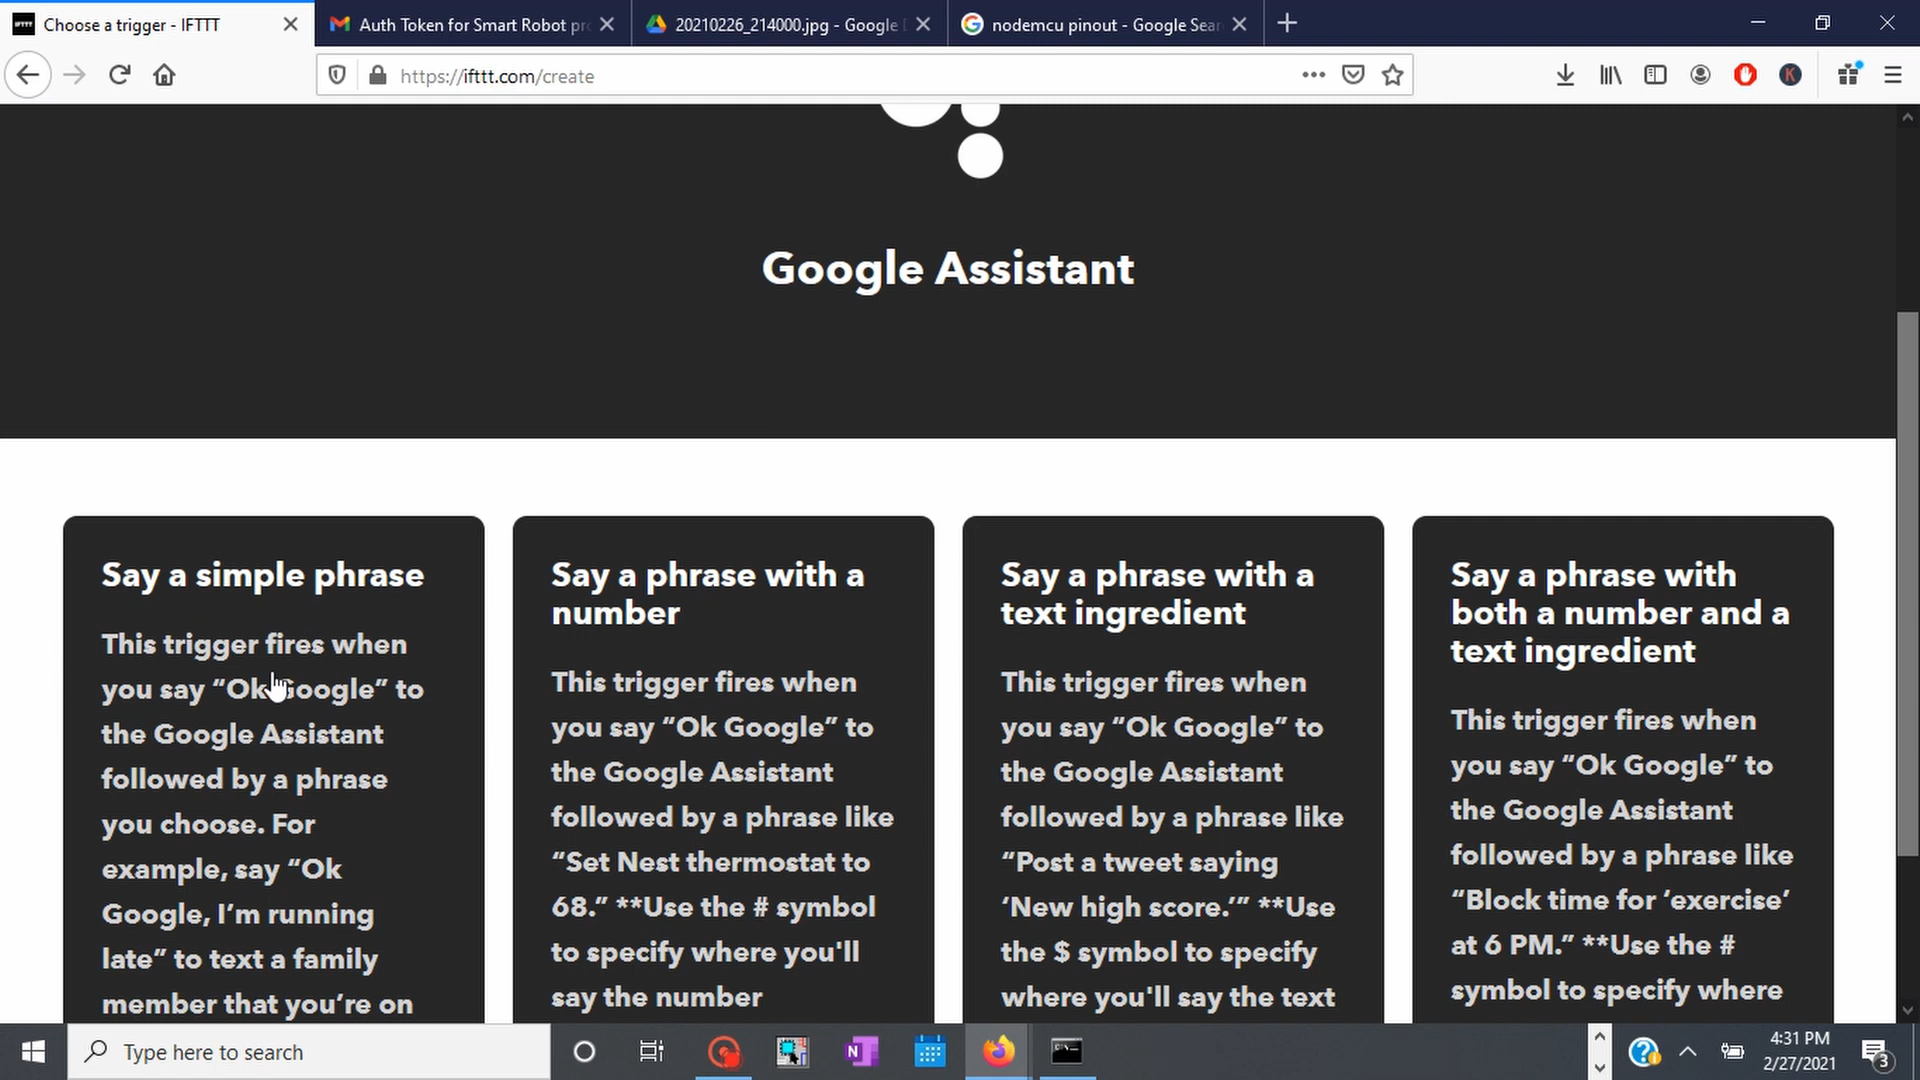 Choose a trigger - IFTTT
Auth Token for Smart Robot pr
20210226_214000.jpg - Google
nodemcu pinout - Google Sear
https://ifttt.com/create
K
Google Assistant
Say a simple phrase
This trigger fires when
you say “Ok Google” to
the Google Assistant
followed by a phrase
you choose. For
example, say “Ok
Google, I’m running
late” to text a family
member that you’re on
Say a phrase with a
number
This trigger fires when
you say “Ok Google” to
the Google Assistant
followed by a phrase like
“Set Nest thermostat to
68.” **Use the # symbol
to specify where you'll
say the number
Say a phrase with a
text ingredient
This trigger fires when
you say “Ok Google” to
the Google Assistant
followed by a phrase like
“Post a tweet saying
‘New high score.’” **Use
the $ symbol to specify
where you'll say the text
Say a phrase with
both a number and a
text ingredient
This trigger fires when
you say “Ok Google” to
the Google Assistant
followed by a phrase like
“Block time for ‘exercise’
at 6 PM.” **Use the #
symbol to specify where
Type here to search
N
4:31 PM
2/27/2021
3